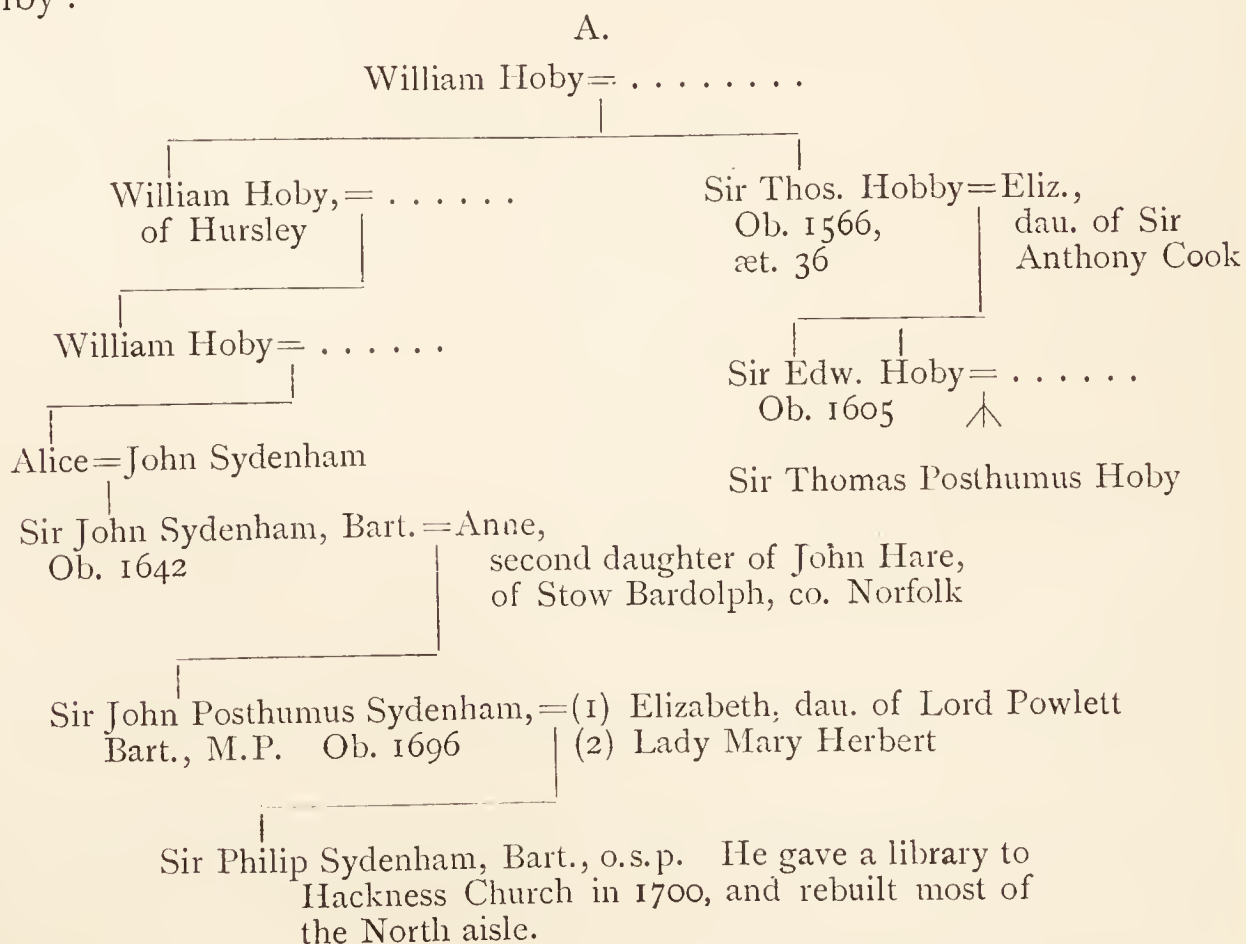 by :
A.
William Hoby= . . . . . . . .
William Hoby,= . . . . . .
of Hursley
Sir Thos. Hobby=Eliz.,
Ob. 1566,
æt. 36
dau. of Sir
Anthony Cook
William Hoby= . . . . . .
Sir Edw. Hoby= . . . . . .
Ob. 1605
Alice=John Sydenham
Sir Thomas Posthumus Hoby
Sir John Sydenham, Bart.=Anne,
Ob. 1642
second daughter of John Hare,
of Stow Bardolph, co. Norfolk
Sir John Posthumus Sydenham,=(1) Elizabeth, dau. of Lord Powlett
Bart., M.P. Ob. 1696
(2) Lady Mary Herbert
Sir Philip Sydenham, Bart., o.s.p. He gave a library to
Hackness Church in 1700, and rebuilt most of
the North aisle.